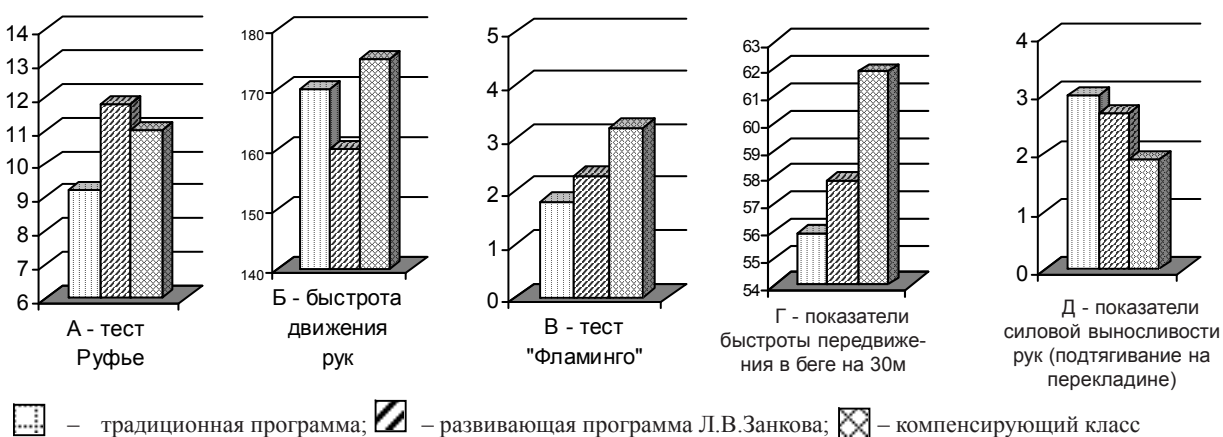 14
13
12
11
10
9
8
7
6
А - тест
Руфье
180
170
160
150
140
Б - быстрота
движения
рук
5
4
3
2
1
0
В - тест
"Фламинго"
63
62
61
60
59
58
56
56
55
54
Г - показатели
быстроты передвиже-
ния в беге на 30м
4
3
2
1
0
Д - показатели
силовой выносливости
рук (подтягивание на
перекладине)
– традиционная программа; – развивающая программа Л.В.Занкова; – компенсирующий класс